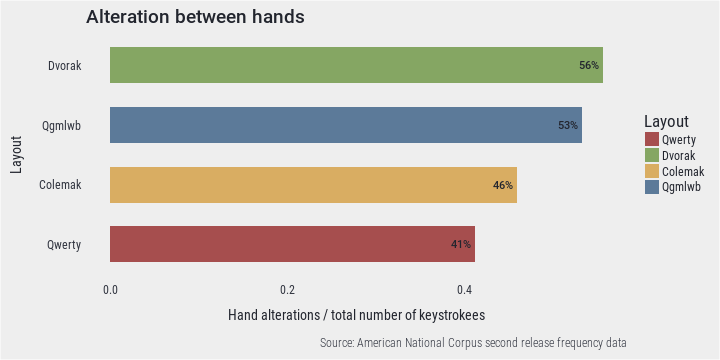 Alteration between hands
Layout
Dvorak
56%
Qgmlwb
53%
Colemak
46%
Qwerty
41%
0.0
0.2
0.4
Hand alterations / total number of keystrokees
Layout
Qwerty
Dvorak
Colemak
Qgmlwb
Source: American National Corpus second release frequency data